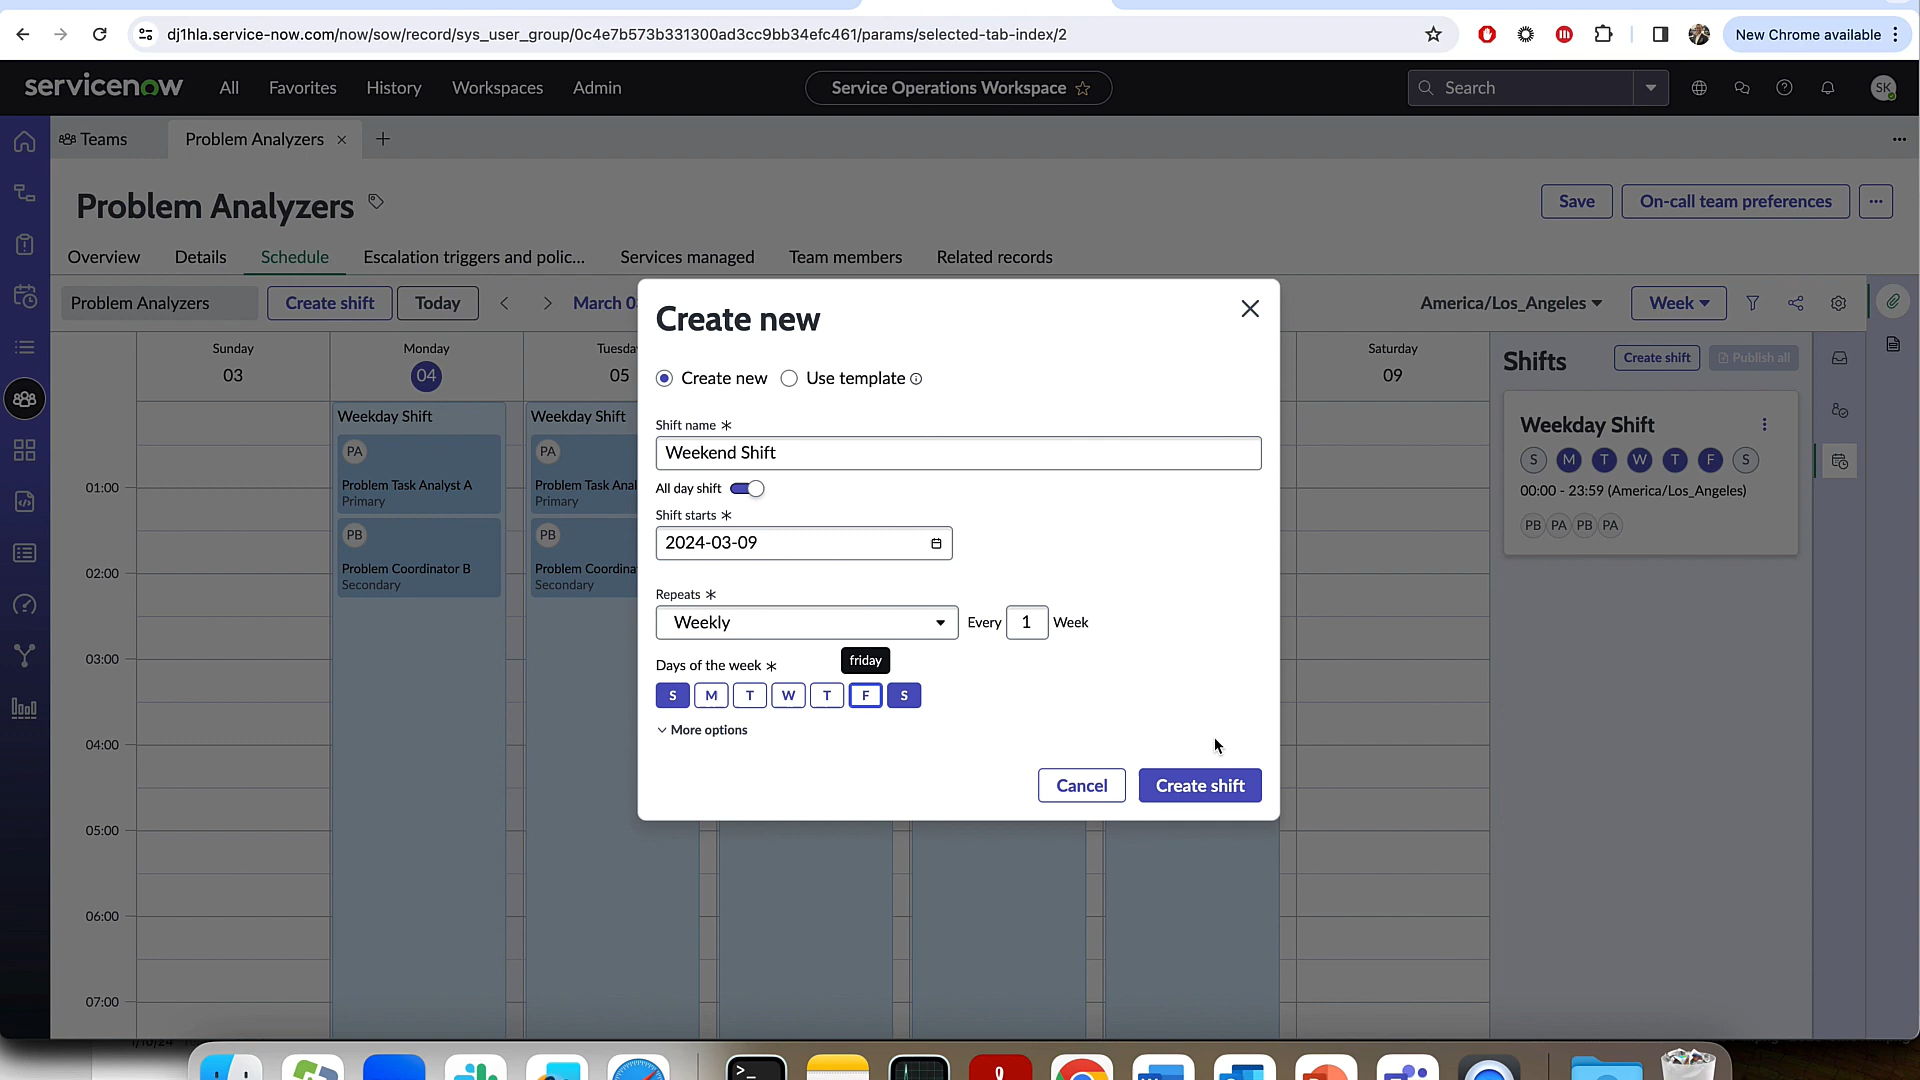 dj1hla.service-now.com/now/sow/record/sys_user_group/0c4e7b573b331300ad3cc9bb34efc461/params/selected-tab-index/2
New Chrome available
servicenow
All Favorites History Workspaces Admin
Service Operations Workspace
Search
SK
Teams
Problem Analyzers
Problem Analyzers
Save
On-call team preferences
Overview Details Schedule Escalation triggers and polic... Services managed Team members Related records
Problem Analyzers
Create shift
Today
March 0
America/Los_Angeles
Week
Sunday
03
Monday
04
Tuesda
05
Saturday
09
01:00
02:00
03:00
04:00
05:00
06:00
07:00
Weekday Shift
PA
Problem Task Analyst A
Primary
PB
Problem Coordinator B
Secondary
Weekday Shift
PA
Problem Task Anal
Primary
PB
Problem Coordina
Secondary
Create new
Create new
Use template
Shift name *
Weekend Shift
All day shift
Shift starts *
2024-03-09
Repeats *
Weekly
Every 1 Week
Days of the week *
friday
S M T W T F S
More options
Cancel
Create shift
Shifts
Create shift
Publish all
Weekday Shift
S M T W T F S
00:00 - 23:59 (America/Los_Angeles)
PB PA PB PA